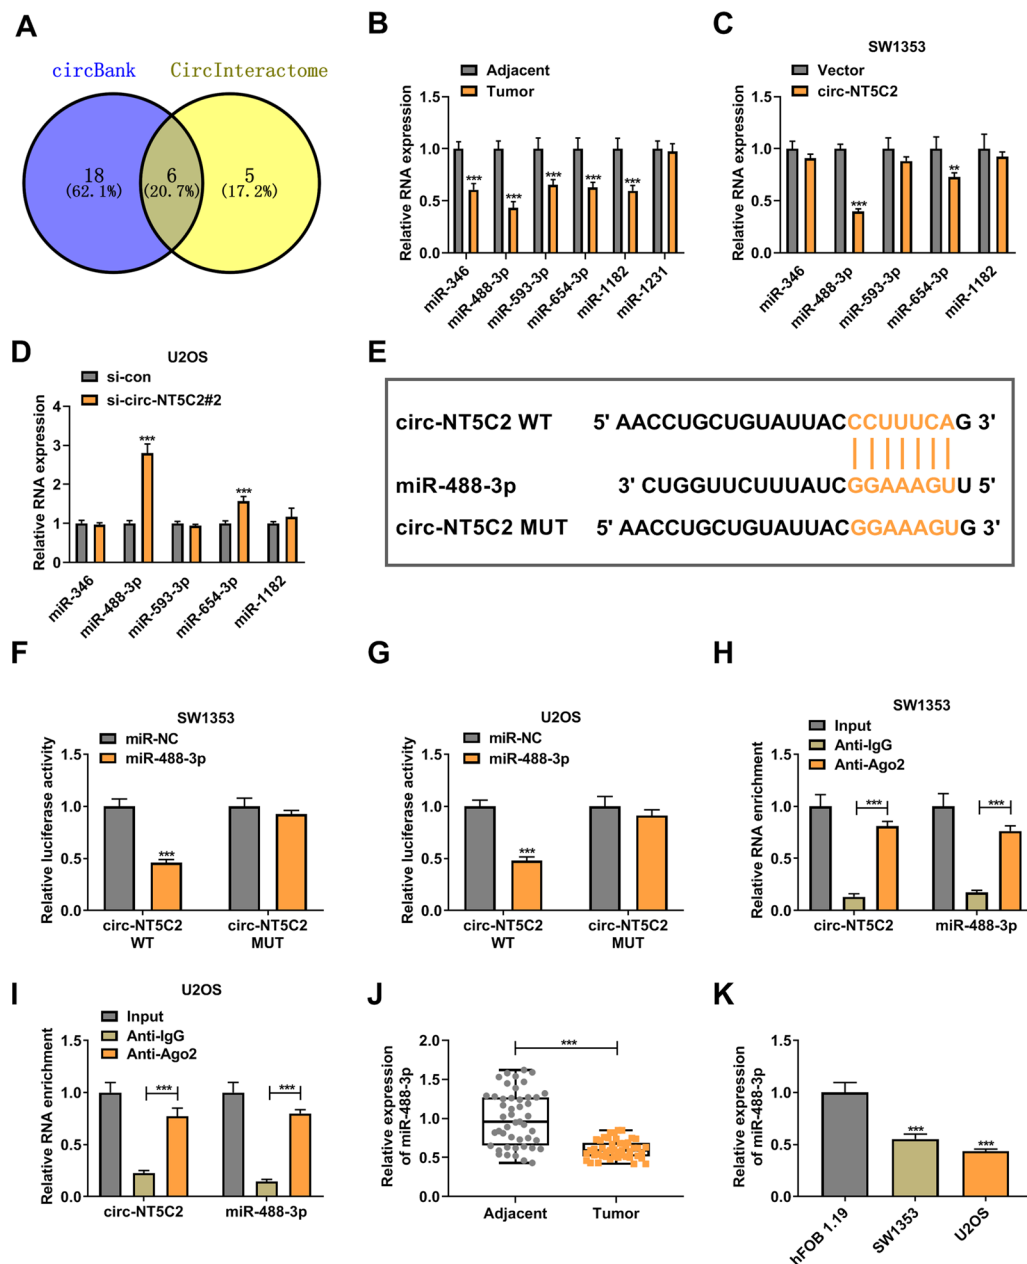 A
circBank
CircInteractome
18
(62.1%)
6
(20.7%)
5
(17.2%)
B
Adjacent
Tumor
Relative RNA expression
1.5
1.0
0.5
0.0
***
***
***
***
***
miR-346
miR-488-3p
miR-593-3p
miR-654-3p
miR-1182
miR-1231
C
SW1353
Vector
circ-NT5C2
Relative RNA expression
1.5
1.0
0.5
0.0
***
**
miR-346
miR-488-3p
miR-593-3p
miR-654-3p
miR-1182
D
U2OS
si-con
si-circ-NT5C2#2
Relative RNA expression
4
3
2
1
0
***
***
miR-346
miR-488-3p
miR-593-3p
miR-654-3p
miR-1182
E
circ-NT5C2 WT 5' AACCUGCUGUAUUACCCUUUCAG 3'
miR-488-3p 3' CUGGUUCUUUAUCGGAAAGUU 5'
circ-NT5C2 MUT 5' AACCUGCUGUAUUACGGAAAGUG 3'
F
SW1353
miR-NC
miR-488-3p
Relative luciferase activity
1.5
1.0
0.5
0.0
***
circ-NT5C2 WT
circ-NT5C2 MUT
G
U2OS
miR-NC
miR-488-3p
Relative luciferase activity
1.5
1.0
0.5
0.0
***
circ-NT5C2 WT
circ-NT5C2 MUT
H
SW1353
Input
Anti-IgG
Anti-Ago2
Relative RNA enrichment
1.5
1.0
0.5
0.0
***
***
circ-NT5C2
miR-488-3p
I
U2OS
Input
Anti-IgG
Anti-Ago2
Relative RNA enrichment
1.5
1.0
0.5
0.0
***
***
circ-NT5C2
miR-488-3p
J
Relative expression
of miR-488-3p
2.0
1.5
1.0
0.5
0.0
***
Adjacent
Tumor
K
Relative expression
of miR-488-3p
1.5
1.0
0.5
0.0
***
***
hFOB 1.19
SW1353
U2OS